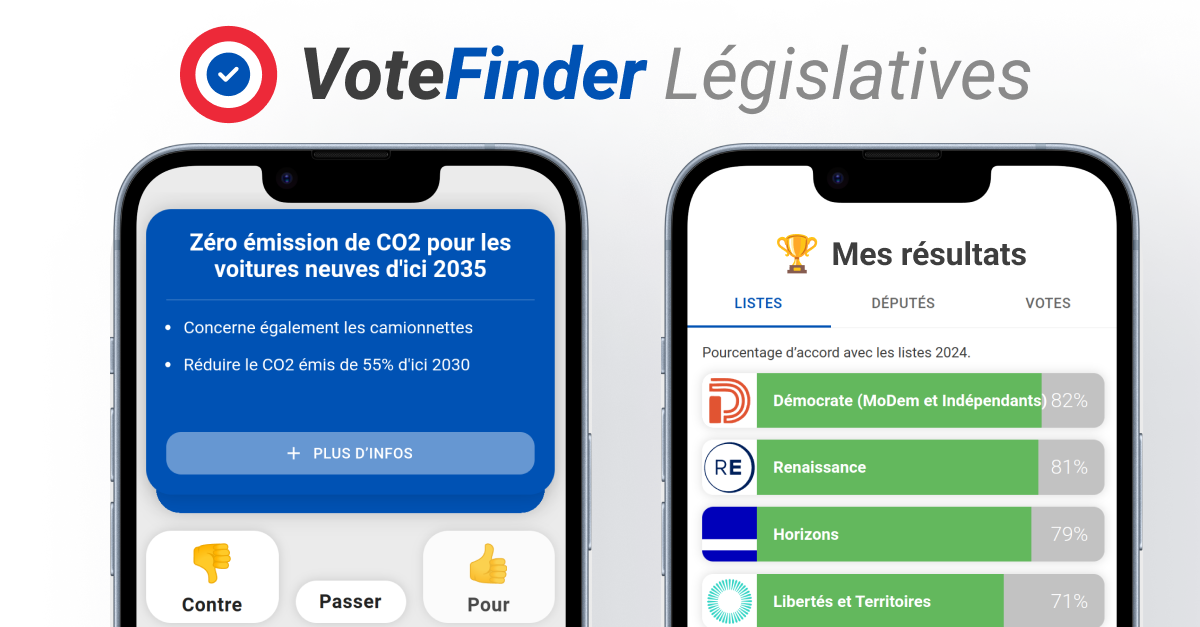 VoteFinder Législatives
Zéro émission de CO2 pour les
voitures neuves d'ici 2035
• Concerne également les camionnettes
• Réduire le CO2 émis de 55% d'ici 2030
+ PLUS D’INFOS
Contre
Passer
Pour
Mes résultats
LISTES DÉPUTÉS VOTES
Pourcentage d’accord avec les listes 2024.
Démocrate (MoDem et Indépendants) 82%
RE Renaissance 81%
Horizons 79%
Libertés et Territoires 71%